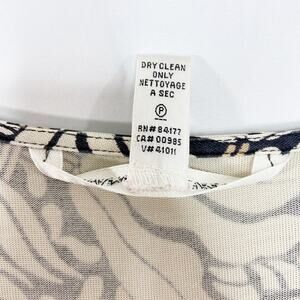 DRY CLEAN
ONLY
NETTOYAGE
A SEC
P
RN# 84177
CA# 00985
V# 41011